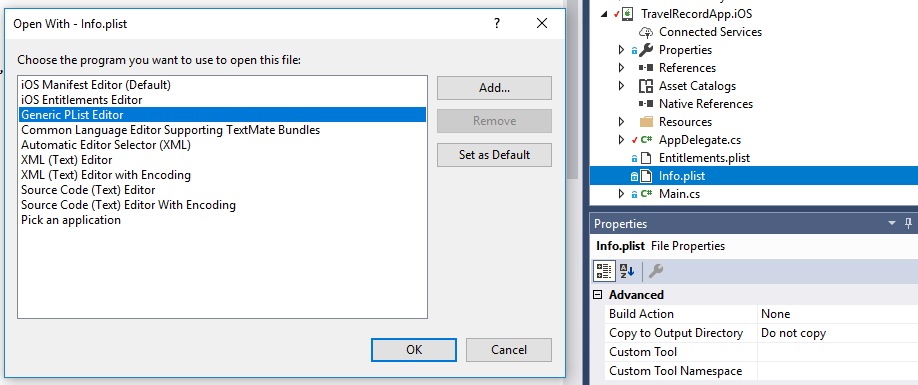 Open With - Info.plist
Choose the program you want to use to open this file:
iOS Manifest Editor (Default)
iOS Entitlements Editor
Generic PList Editor
Common Language Editor Supporting TextMate Bundles
Automatic Editor Selector (XML)
XML (Text) Editor
XML (Text) Editor with Encoding
Source Code (Text) Editor
Source Code (Text) Editor With Encoding
Pick an application
Add...
Remove
Set as Default
OK
Cancel
TravelRecordApp.iOS
Connected Services
Properties
References
Asset Catalogs
Native References
Resources
C# AppDelegate.cs
Entitlements.plist
Info.plist
C# Main.cs
Properties
Info.plist File Properties
Advanced
Build Action None
Copy to Output Directory Do not copy
Custom Tool
Custom Tool Namespace